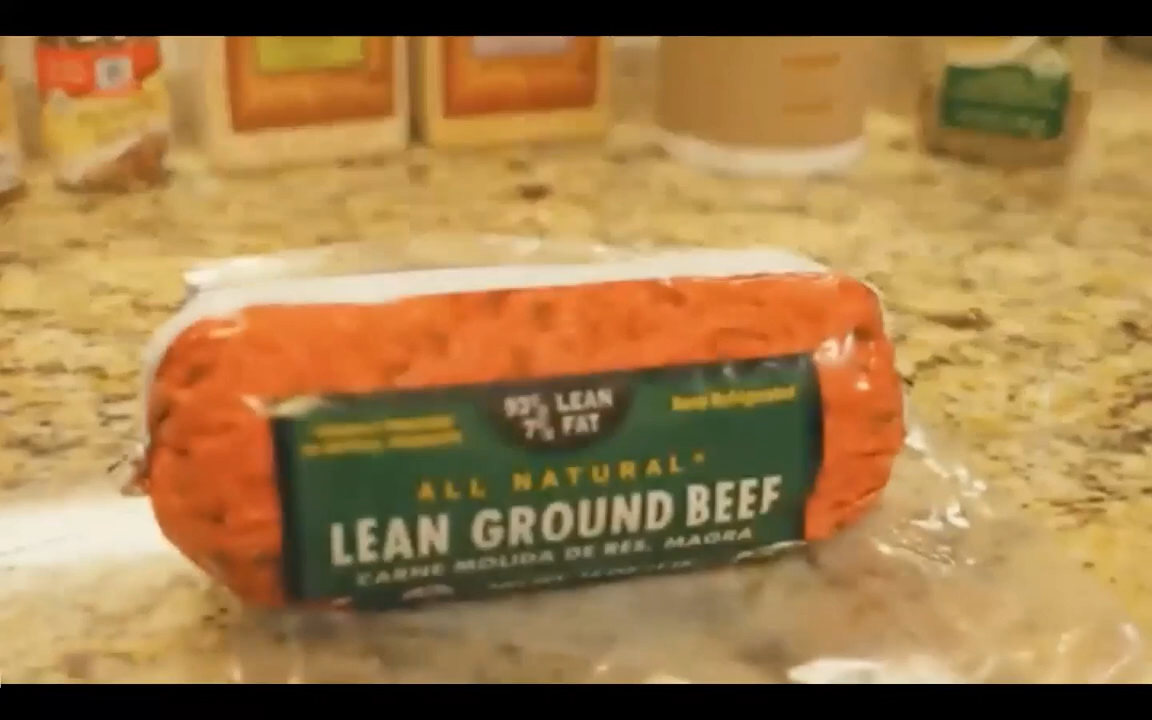 93% LEAN
7% FAT
Keep Refrigerated
ALL NATURAL*
LEAN GROUND BEEF
CARNE MOLIDA DE RES, MAGRA